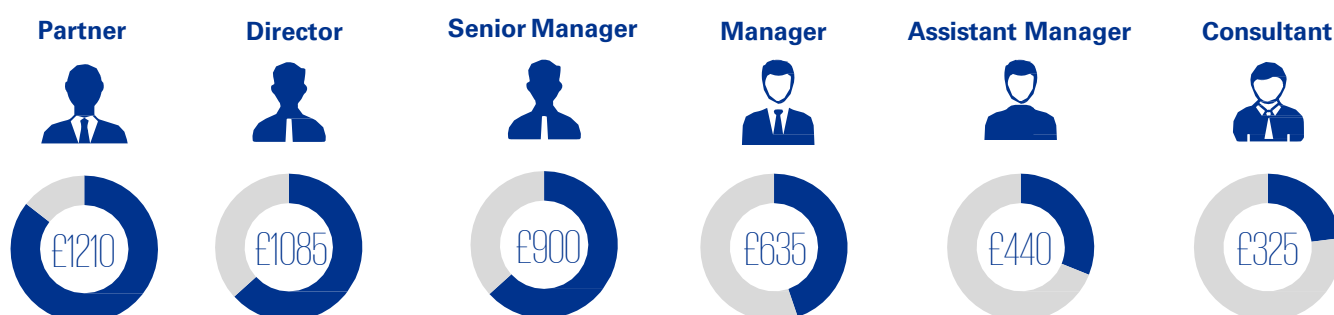 Partner
Director
Senior Manager
Manager
Assistant Manager
Consultant
£1210
£1085
£900
£635
£440
£325